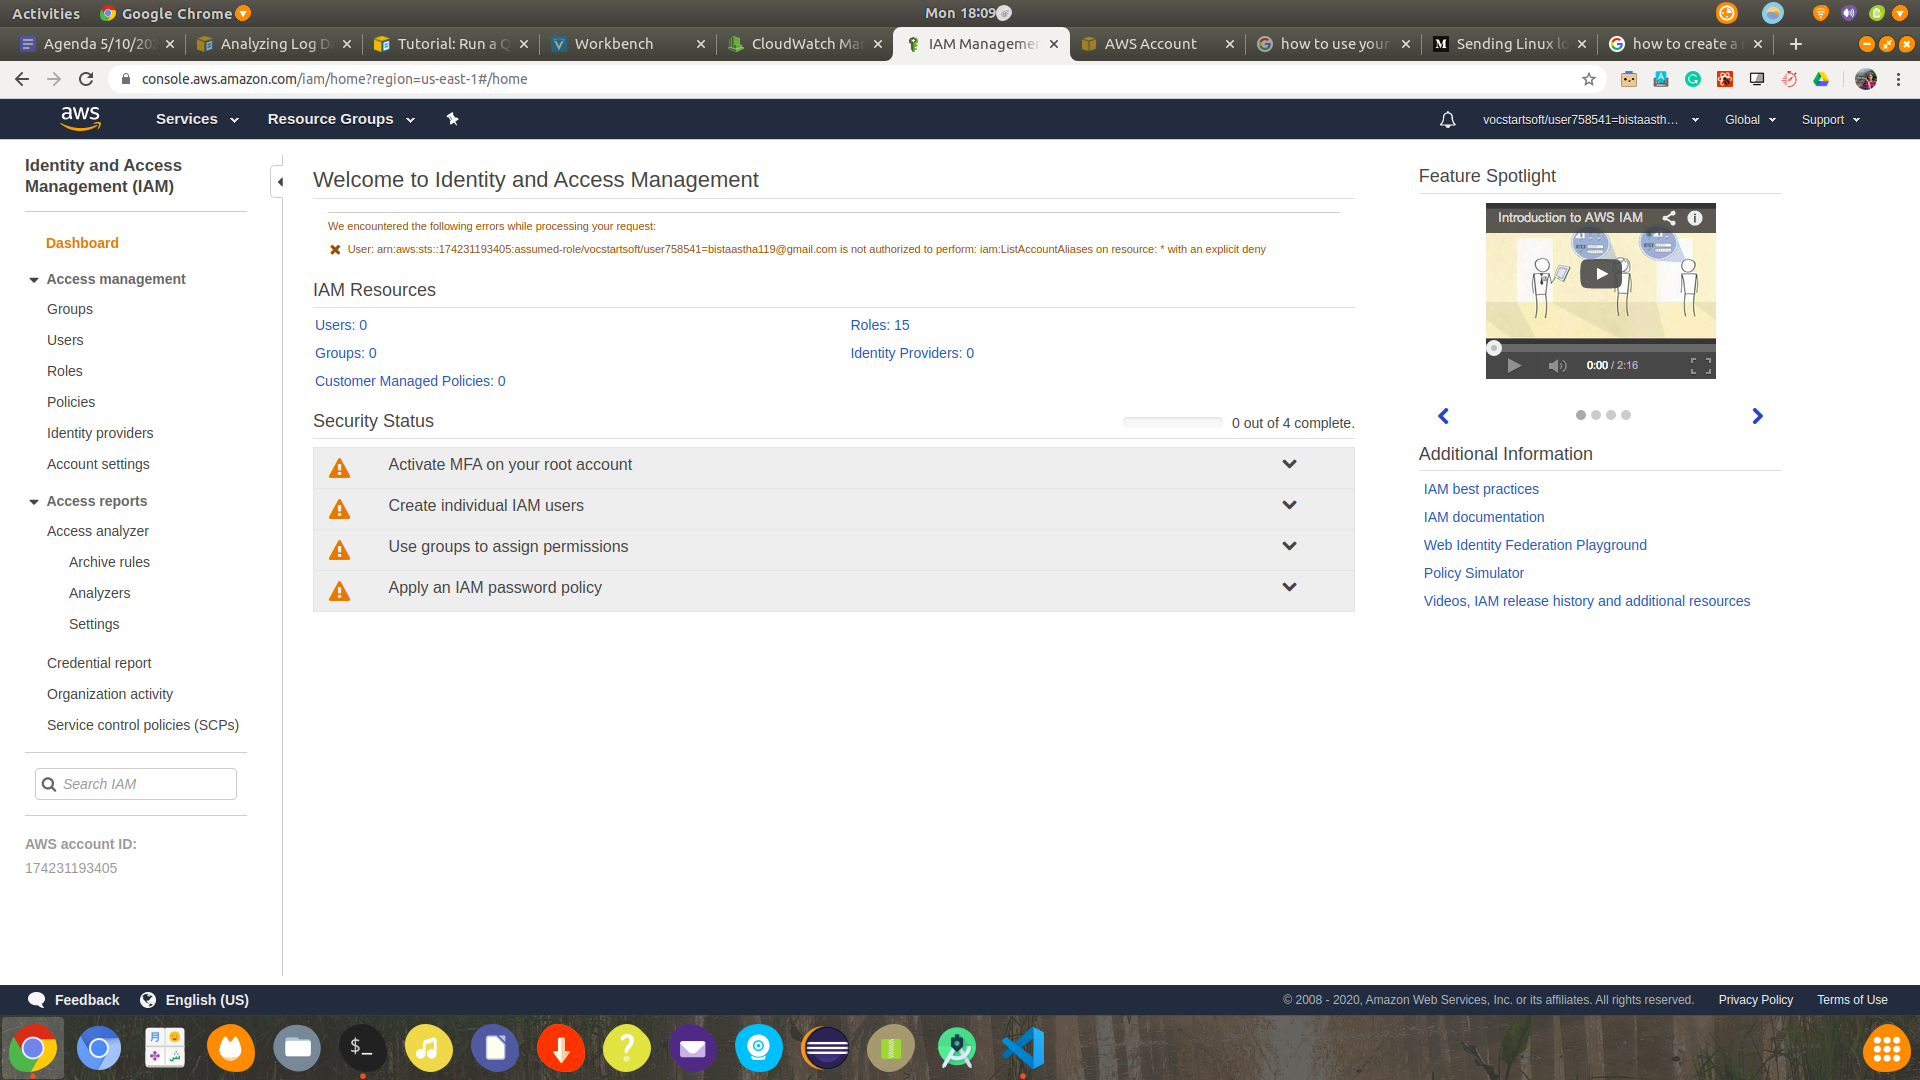 Activities
Google Chrome
Mon 18:09
Agenda 5/10/202
Analyzing Log D
Tutorial: Run a Q
Workbench
CloudWatch Man
IAM Managemen
AWS Account
how to use your
Sending Linux lo
how to create a
console.aws.amazon.com/iam/home?region=us-east-1#/home
aws
Services
Resource Groups
vocstartsoft/user758541=bistaasth...
Global
Support
Identity and Access
Management (IAM)
Dashboard
Access management
Groups
Users
Roles
Policies
Identity providers
Account settings
Access reports
Access analyzer
Archive rules
Analyzers
Settings
Credential report
Organization activity
Service control policies (SCPs)
Search IAM
AWS account ID:
174231193405
Welcome to Identity and Access Management
We encountered the following errors while processing your request:
User: arn:aws:sts::174231193405:assumed-role/vocstartsoft/user758541=bistaastha119@gmail.com is not authorized to perform: iam:ListAccountAliases on resource: * with an explicit deny
IAM Resources
Users: 0
Roles: 15
Groups: 0
Identity Providers: 0
Customer Managed Policies: 0
Security Status
0 out of 4 complete.
Activate MFA on your root account
Create individual IAM users
Use groups to assign permissions
Apply an IAM password policy
Feature Spotlight
Introduction to AWS IAM
0:00 / 2:16
Additional Information
IAM best practices
IAM documentation
Web Identity Federation Playground
Policy Simulator
Videos, IAM release history and additional resources
Feedback
English (US)
© 2008 - 2020, Amazon Web Services, Inc. or its affiliates. All rights reserved.
Privacy Policy
Terms of Use